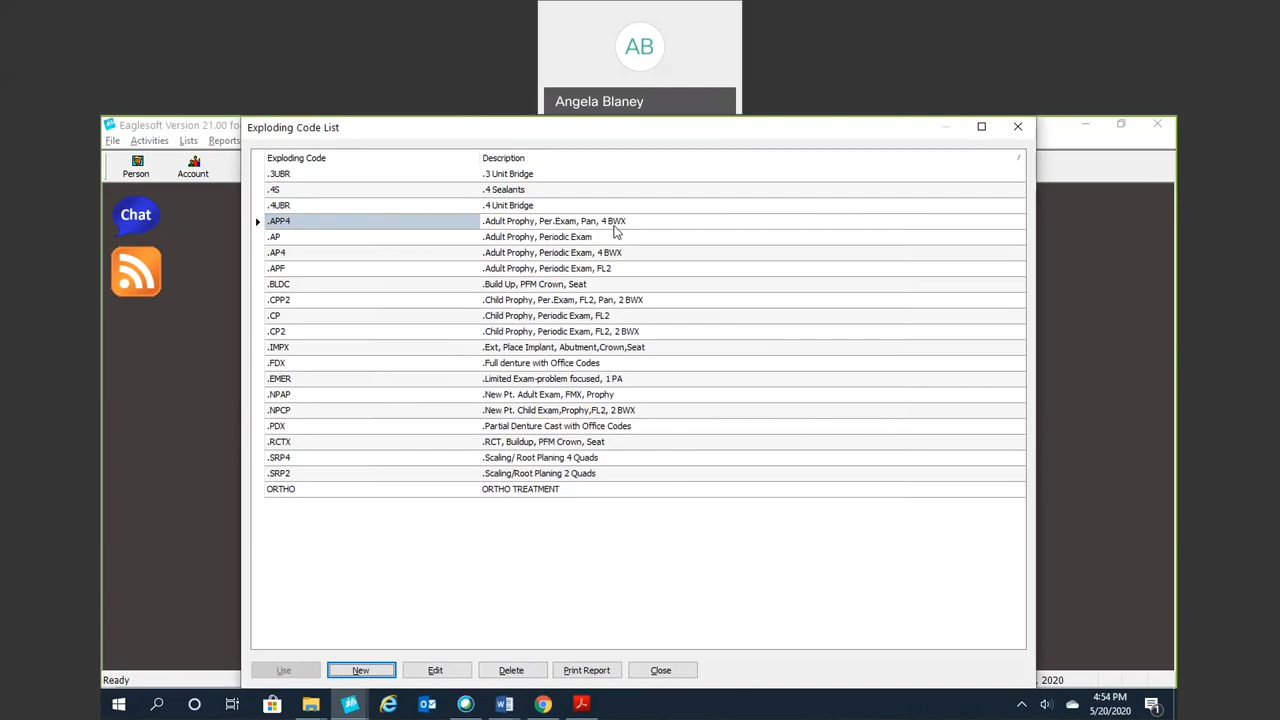 AB
Angela Blaney
Eaglesoft Version 21.00 fo
Exploding Code List
File Activities Lists Reports
Person Account
Chat
Exploding Code Description /
.3UBR .3 Unit Bridge
.4S .4 Sealants
.4UBR .4 Unit Bridge
.APP4 .Adult Prophy, Per.Exam, Pan, 4 BWX
.AP .Adult Prophy, Periodic Exam
.AP4 .Adult Prophy, Periodic Exam, 4 BWX
.APF .Adult Prophy, Periodic Exam, FL2
.BLDC .Build Up, PFM Crown, Seat
.CPP2 .Child Prophy, Per.Exam, FL2, Pan, 2 BWX
.CP .Child Prophy, Periodic Exam, FL2
.CP2 .Child Prophy, Periodic Exam, FL2, 2 BWX
.IMPX .Ext, Place Implant, Abutment,Crown,Seat
.FDX .Full denture with Office Codes
.EMER .Limited Exam-problem focused, 1 PA
.NPAP .New Pt. Adult Exam, FMX, Prophy
.NPCP .New Pt. Child Exam,Prophy,FL2, 2 BWX
.PDX .Partial Denture Cast with Office Codes
.RCTX .RCT, Buildup, PFM Crown, Seat
.SRP4 .Scaling/ Root Planing 4 Quads
.SRP2 .Scaling/Root Planing 2 Quads
ORTHO ORTHO TREATMENT
Use New Edit Delete Print Report Close
Ready , 2020
4:54 PM
5/20/2020